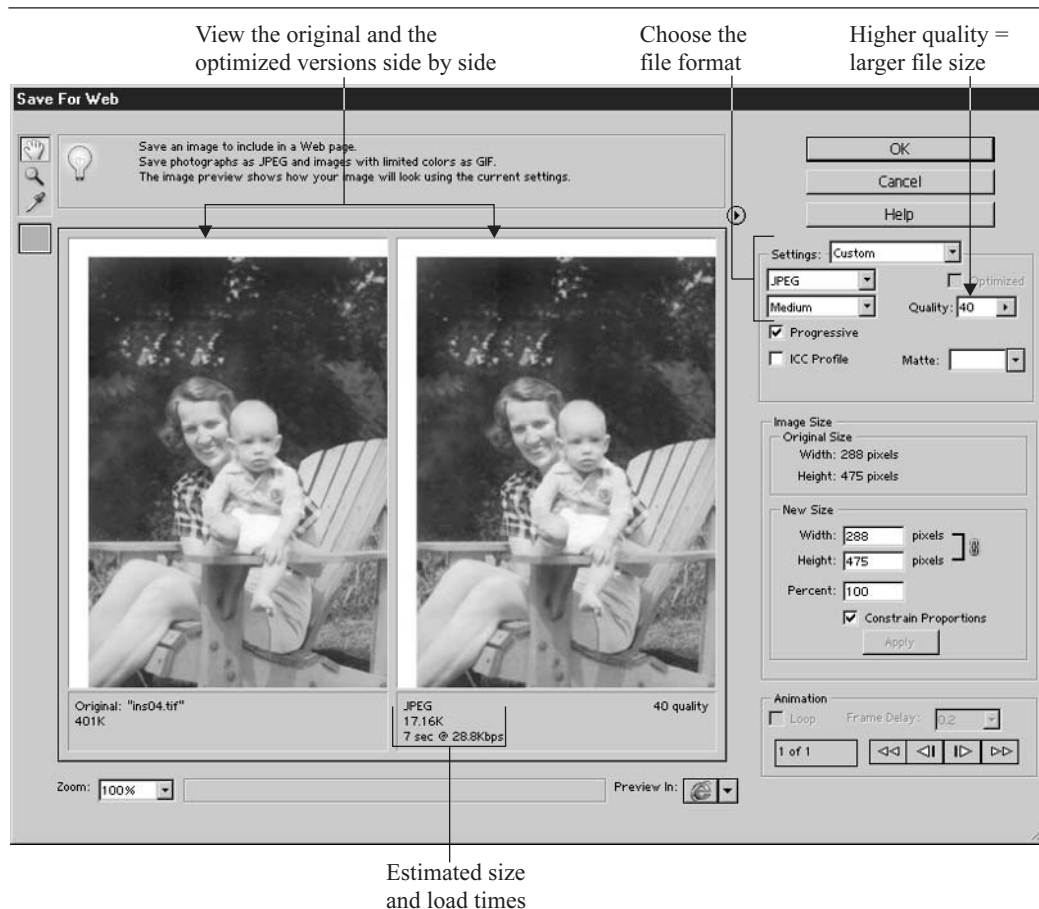 View the original and the
optimized versions side by side
Choose the
file format
Higher quality =
larger file size
Save For Web
Save an image to include in a Web page.
Save photographs as JPEG and images with limited colors as GIF.
The image preview shows how your image will look using the current settings.
OK
Cancel
Help
Settings: Custom
JPEG
Optimized
Medium
Quality: 40
Progressive
ICC Profile
Matte:
Image Size
Original Size
Width: 288 pixels
Height: 475 pixels
New Size
Width: 288 pixels
Height: 475 pixels
Percent: 100
Constrain Proportions
Apply
Original: "ins04.tif"
401K
JPEG
40 quality
17.16K
7 sec @ 28.8Kbps
Animation
Loop
Frame Delay: 0.2
1 of 1
Zoom: 100%
Preview In:
Estimated size
and load times